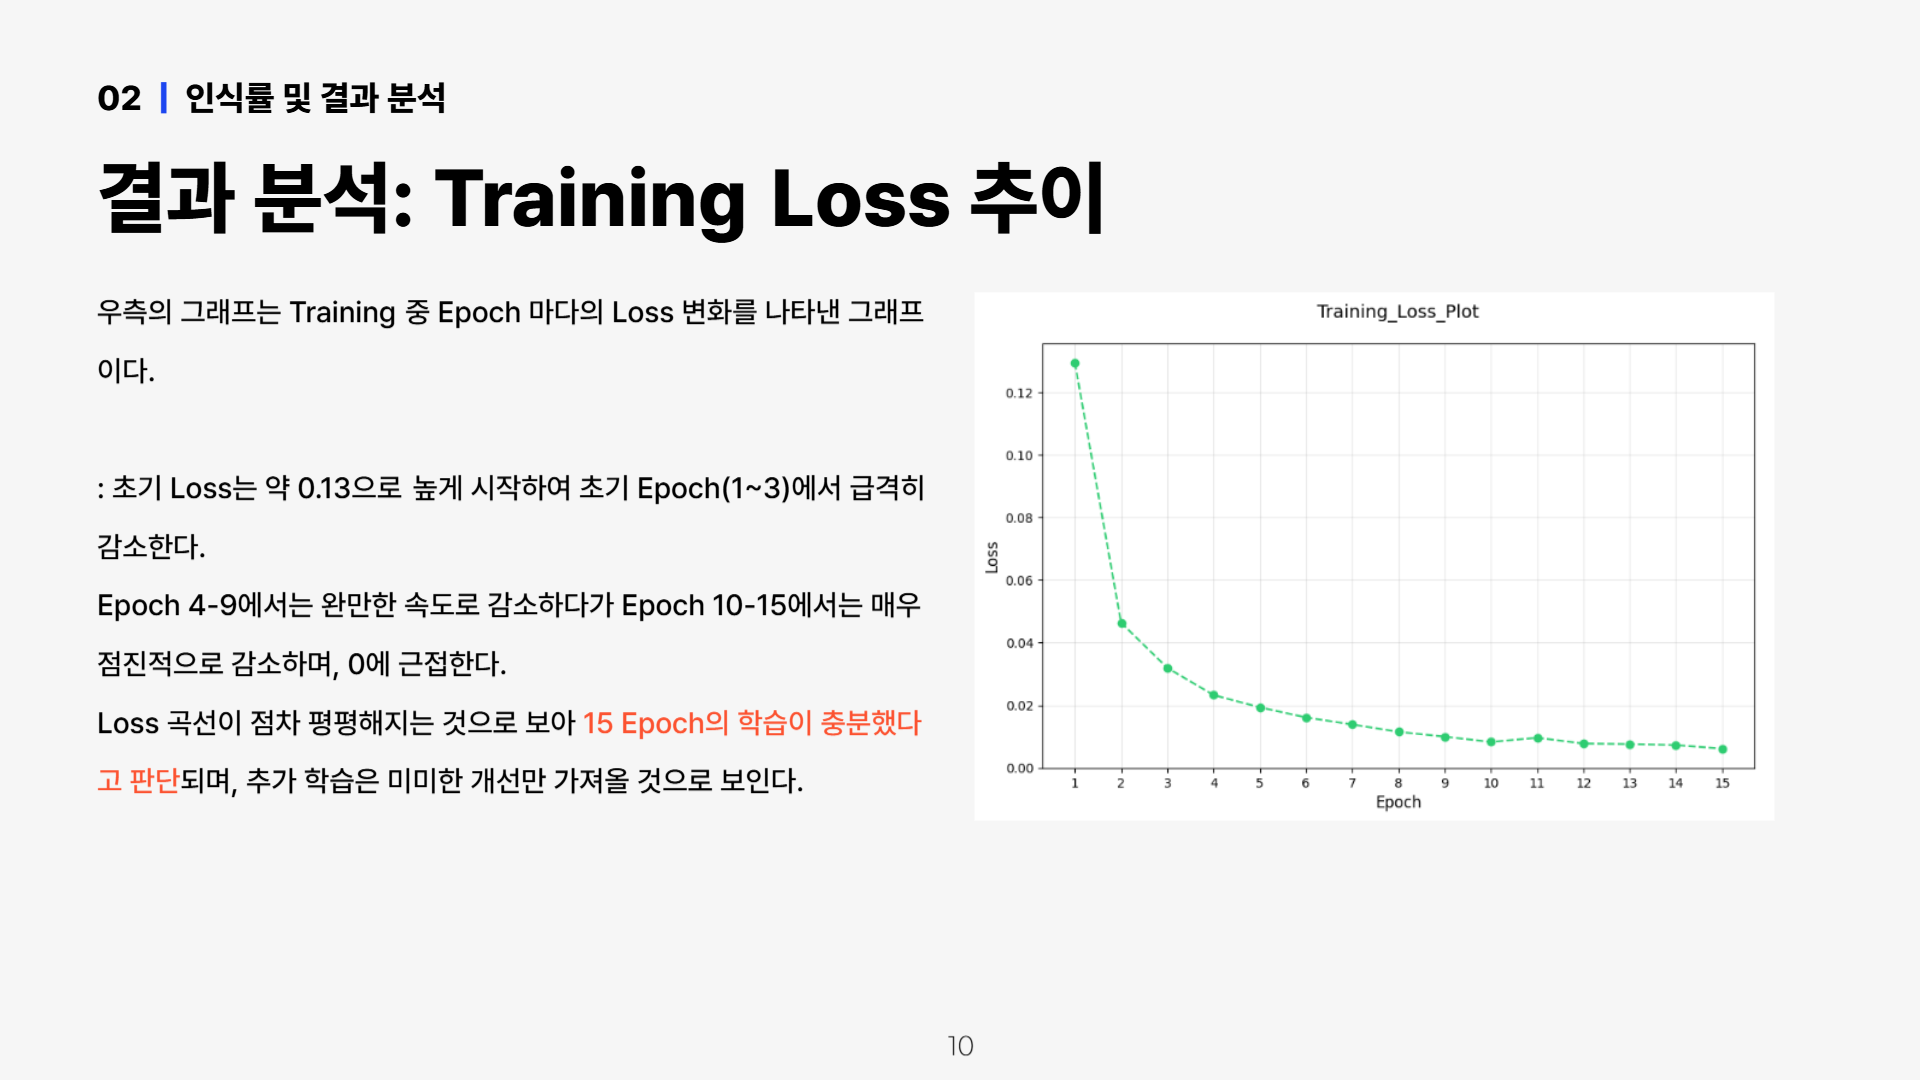 02 | 인식률 및 결과 분석
결과 분석: Training Loss 추이
우측의 그래프는 Training 중 Epoch 마다의 Loss 변화를 나타낸 그래프
이다.
: 초기 Loss는 약 0.13으로 높게 시작하여 초기 Epoch(1~3)에서 급격히
감소한다.
Epoch 4-9에서는 완만한 속도로 감소하다가 Epoch 10-15에서는 매우
점진적으로 감소하며, 0에 근접한다.
Loss 곡선이 점차 평평해지는 것으로 보아 15 Epoch의 학습이 충분했다
고 판단되며, 추가 학습은 미미한 개선만 가져올 것으로 보인다.
Training_Loss_Plot
0.12
0.10
0.08
0.06
0.04
0.02
0.00
Loss
1 2 3 4 5 6 7 8 9 10 11 12 13 14 15
Epoch
10